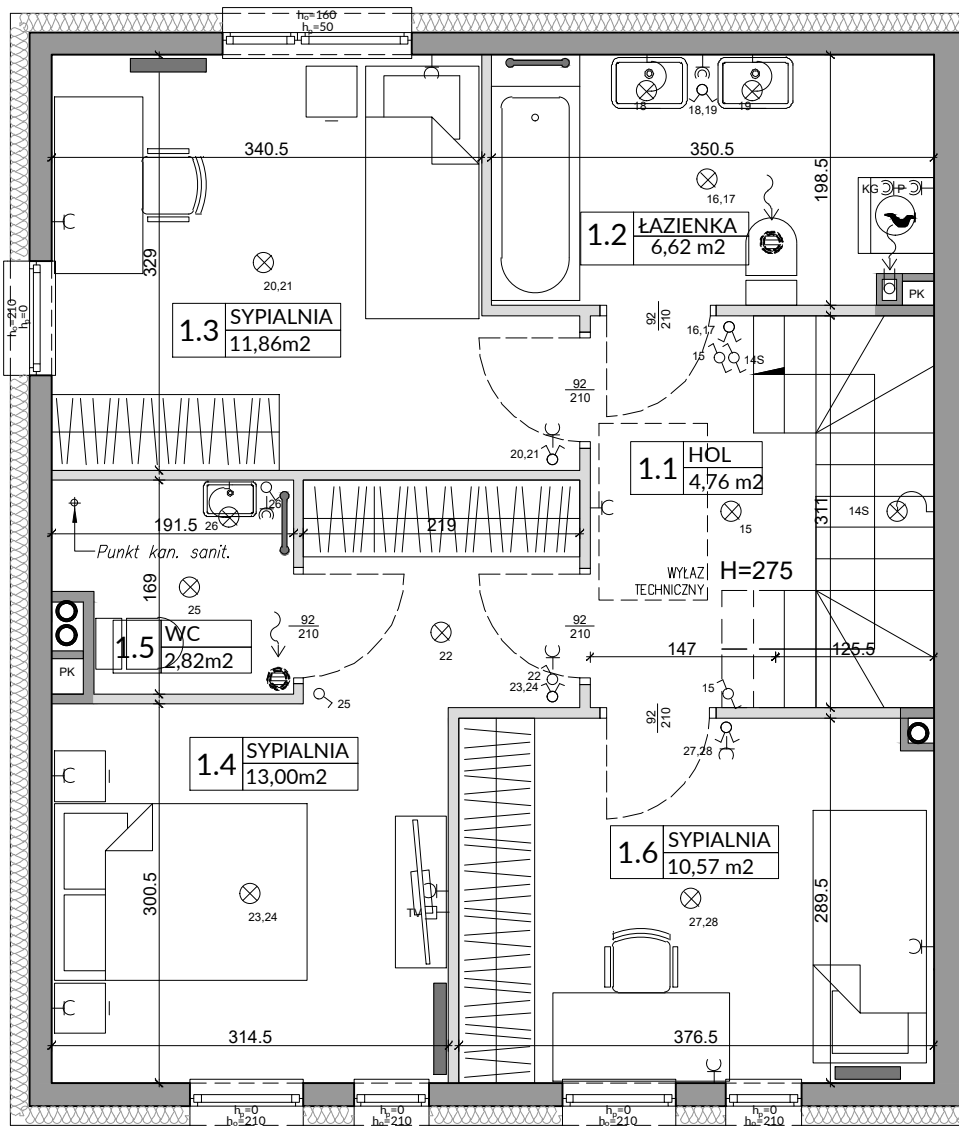 h₀=160
hₚ=50
340.5
350.5
198.5
18
18,19
19
16,17
KG
P
1.2 ŁAZIENKA
6,62 m2
PK
329
20,21
h₀=210
hₚ=0
1.3 SYPIALNIA
11,86m2
92
210
16,17
15
14S
92
210
20,21
1.1 HOL
4,76 m2
311
14S
15
191.5
26
26
219
Punkt kan. sanit.
WYŁAZ
TECHNICZNY
H=275
169
25
1.5 WC
2,82m2
PK
92
210
22
92
210
22
23,24
25
147
125.5
15
92
210
27,28
1.4 SYPIALNIA
13,00m2
1.6 SYPIALNIA
10,57 m2
300.5
23,24
TV
27,28
289.5
314.5
376.5
hₚ=0
h₀=210
hₚ=0
h₀=210
hₚ=0
h₀=210
hₚ=0
h₀=210